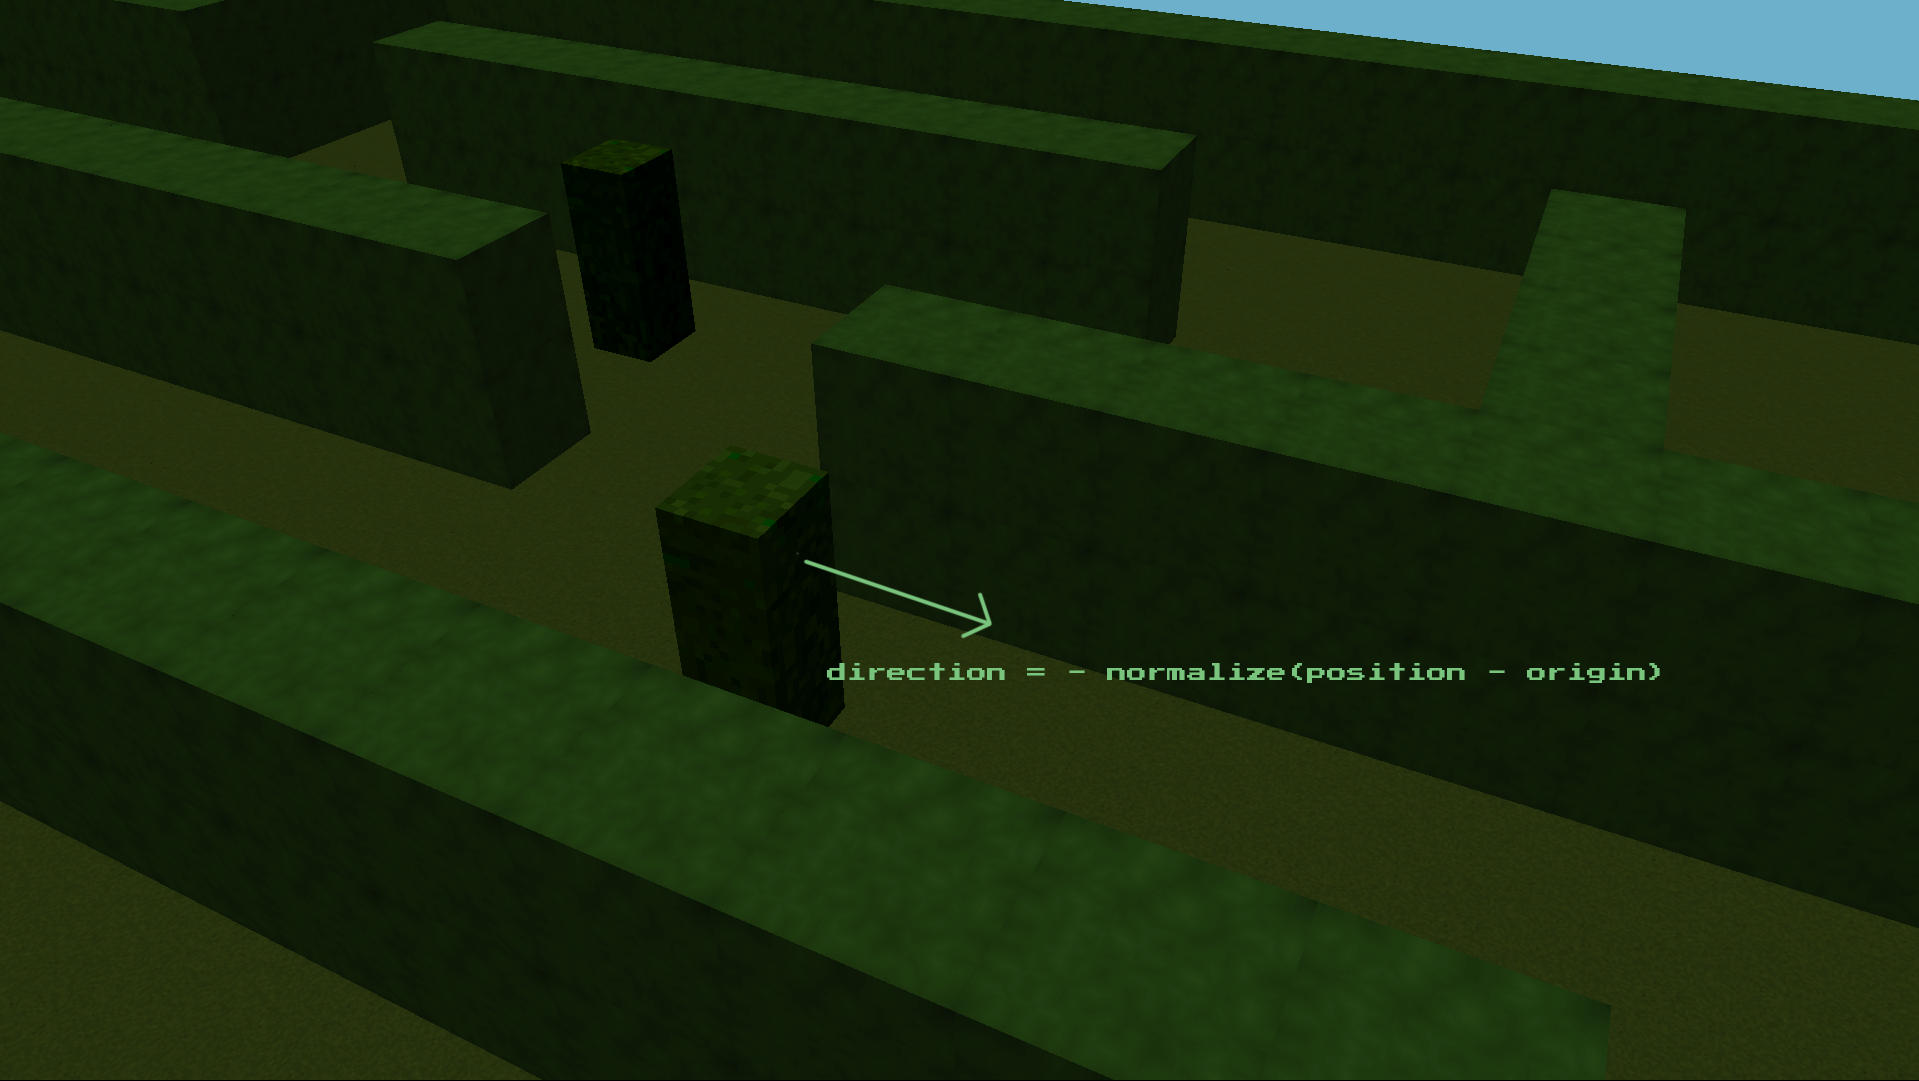 direction = - normalize(position - origin)